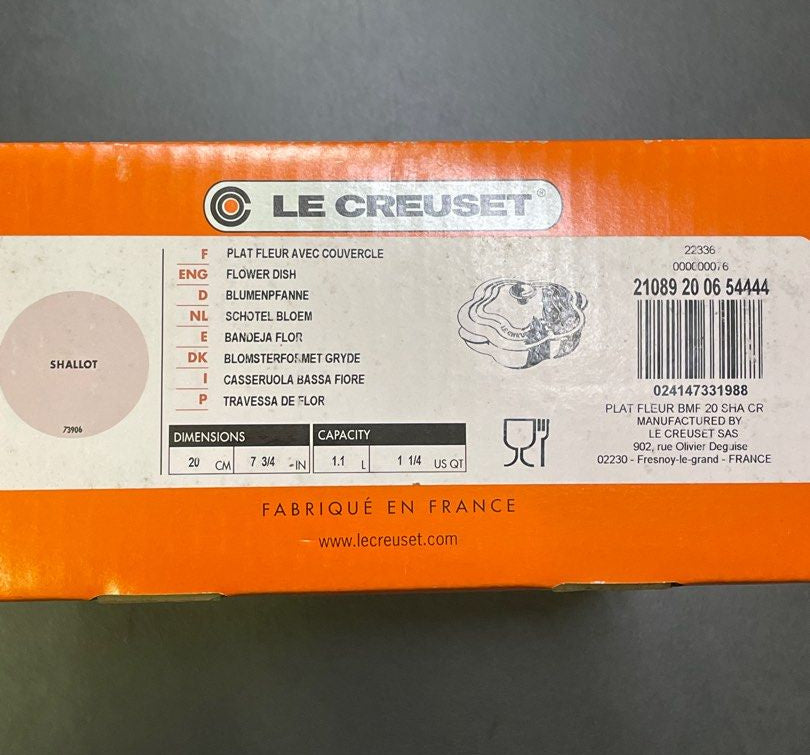 LE CREUSET®
F PLAT FLEUR AVEC COUVERCLE
ENG FLOWER DISH
D BLUMENPFANNE
NL SCHOTEL BLOEM
E BANDEJA FLOR
DK BLOMSTERFORMET GRYDE
I CASSERUOLA BASSA FIORE
P TRAVESSA DE FLOR
SHALLOT
73906
DIMENSIONS CAPACITY
20 CM 7 3/4 -IN 1.1 L 1 1/4 US QT
22336
000000076
21089 20 06 54444
024147331988
PLAT FLEUR BMF 20 SHA CR
MANUFACTURED BY
LE CREUSET SAS
902, rue Olivier Deguise
02230 - Fresnoy-le-grand - FRANCE
FABRIQUÉ EN FRANCE
www.lecreuset.com